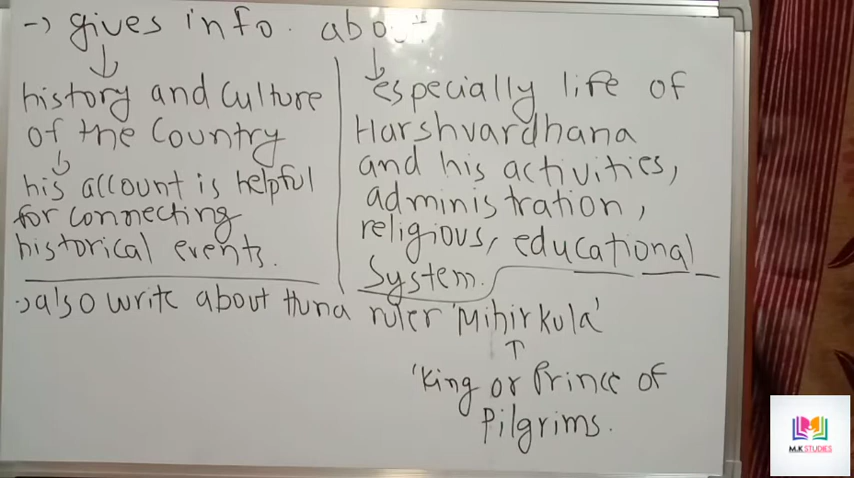 → gives info. abo
history and culture
of the country
his account is helpful
for connecting
historical events.
especially life of
Harshvardhana
and his activities,
administration,
religious, educational
system.
→ also write about Huna ruler 'Mihirkula'
'King or Prince of
Pilgrims.
M.K STUDIES